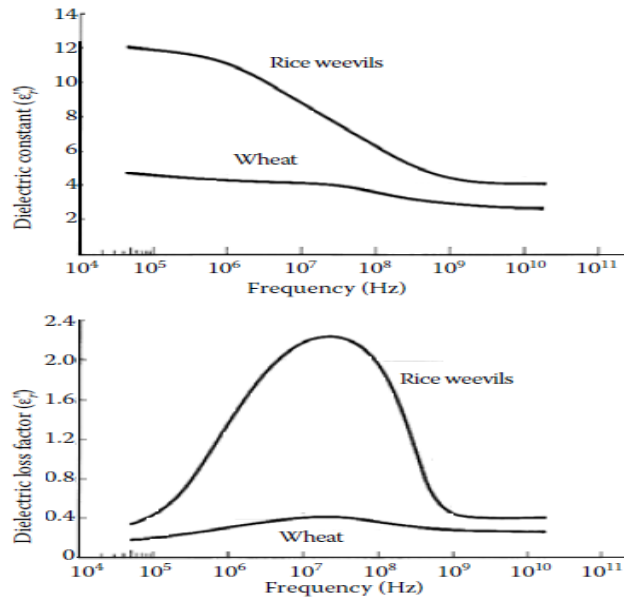 Dielectric constant (ε'r)
14
12
10
8
6
4
2
Rice weevils
Wheat
10⁴ 10⁵ 10⁶ 10⁷ 10⁸ 10⁹ 10¹⁰ 10¹¹
Frequency (Hz)
Dielectric loss factor (ε"r)
2.4
2.0
1.6
1.2
0.8
0.4
0
Rice weevils
Wheat
10⁴ 10⁵ 10⁶ 10⁷ 10⁸ 10⁹ 10¹⁰ 10¹¹
Frequency (Hz)